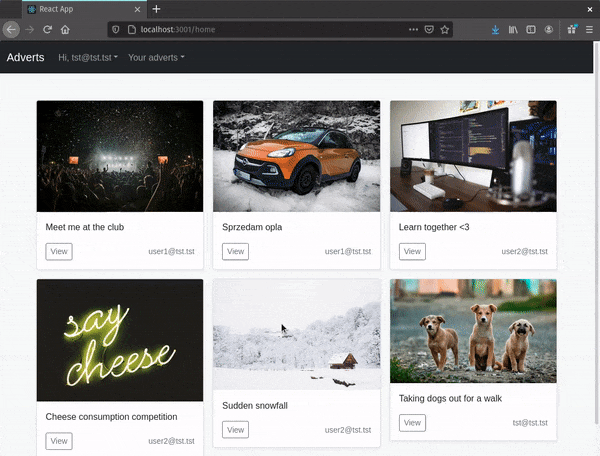 React App
localhost:3001/home
Adverts
Hi, tst@tst.tst
Your adverts
Meet me at the club
View
user1@tst.tst
Sprzedam opla
View
user1@tst.tst
Learn together <3
View
user2@tst.tst
say
cheese
Cheese consumption competition
View
user2@tst.tst
Sudden snowfall
View
user2@tst.tst
Taking dogs out for a walk
View
tst@tst.tst